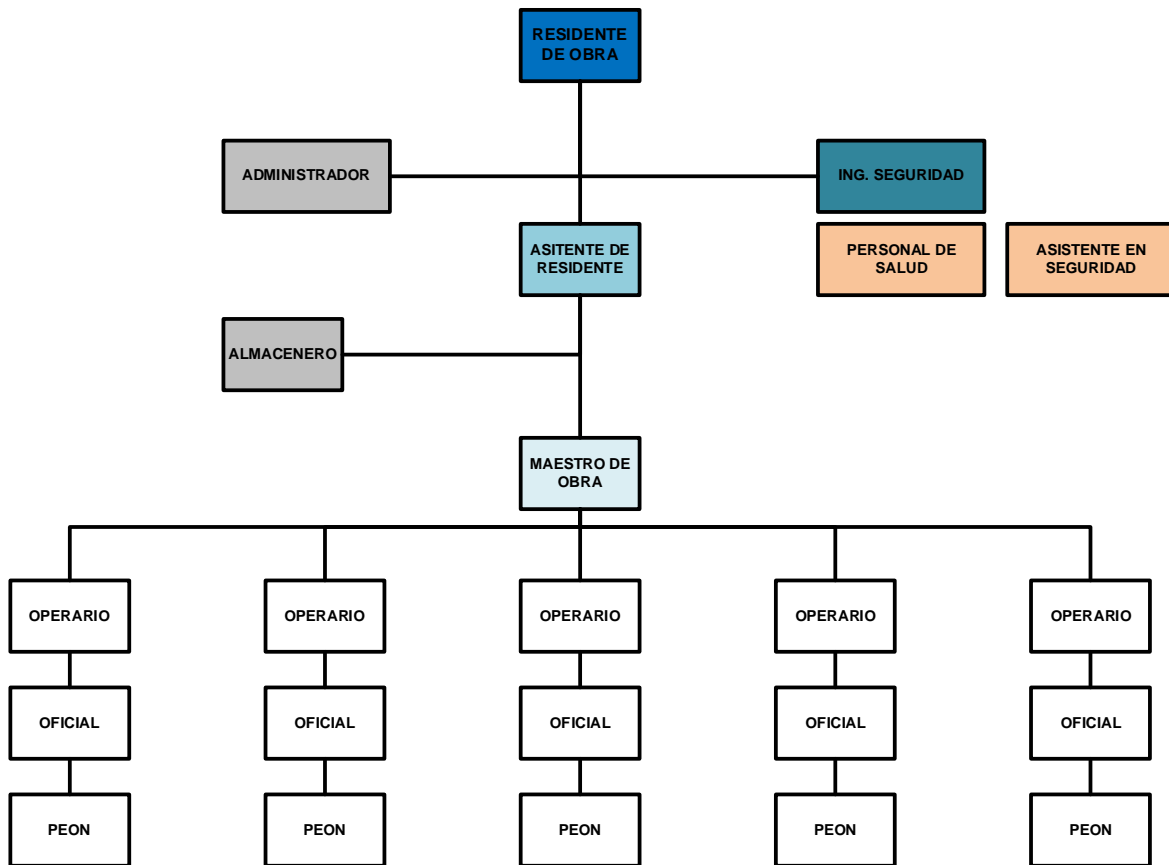 RESIDENTE
DE OBRA
ADMINISTRADOR
ING. SEGURIDAD
ASITENTE DE
RESIDENTE
PERSONAL DE
SALUD
ASISTENTE EN
SEGURIDAD
ALMACENERO
MAESTRO DE
OBRA
OPERARIO
OPERARIO
OPERARIO
OPERARIO
OPERARIO
OFICIAL
OFICIAL
OFICIAL
OFICIAL
OFICIAL
PEON
PEON
PEON
PEON
PEON